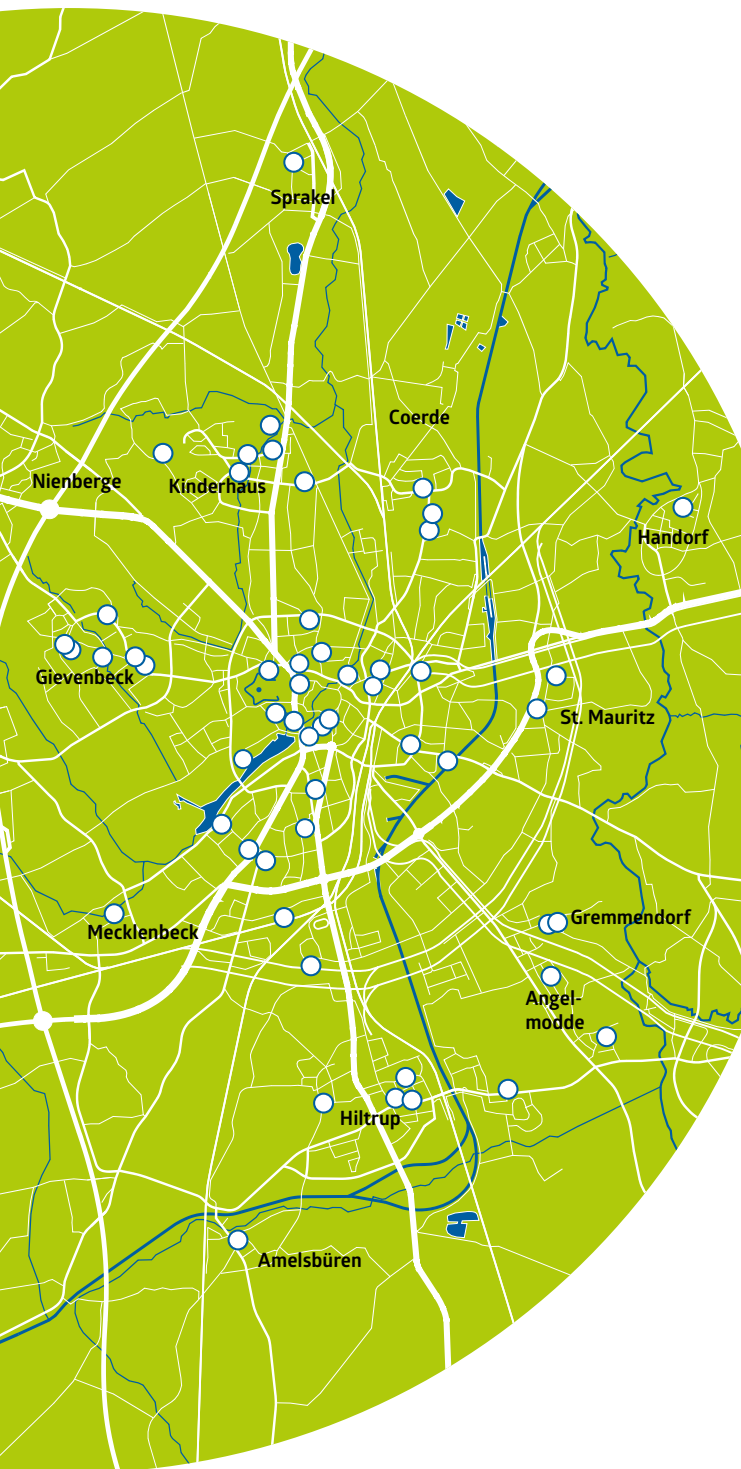 Sprakel
Coerde
Nienberge
Kinderhaus
Handorf
Gievenbeck
St. Mauritz
Gremmendorf
Mecklenbeck
Angel-
modde
Hiltrup
Amelsbüren